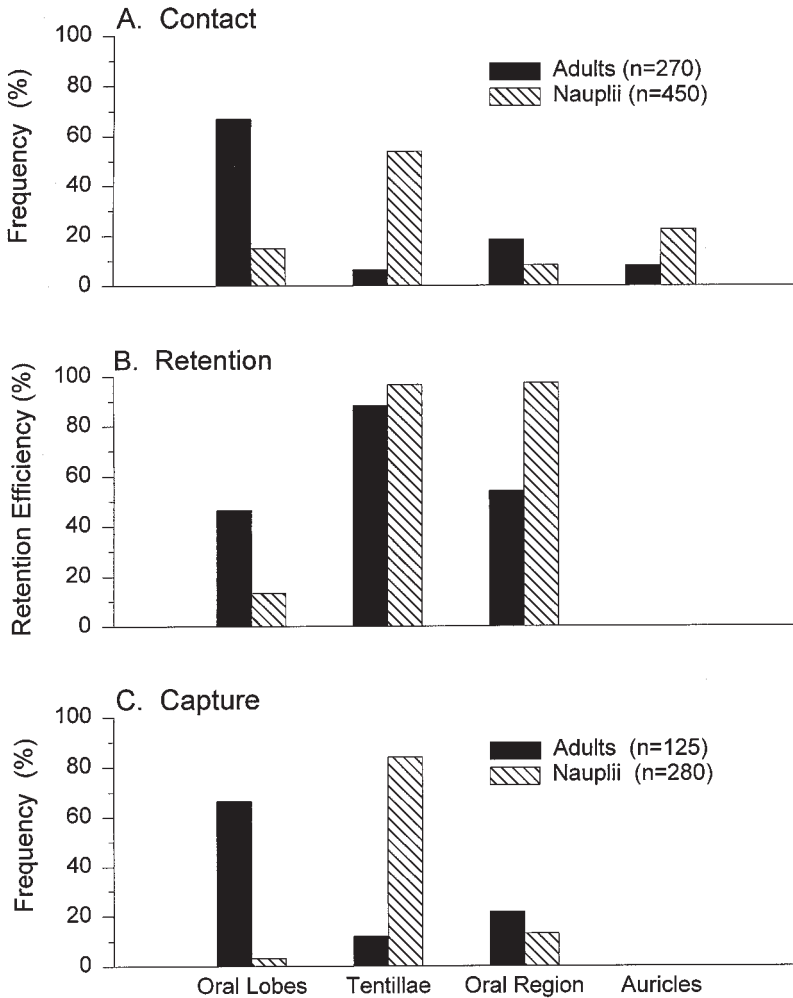 A. Contact
Frequency (%)
100
80
60
40
20
0
Adults (n=270)
Nauplii (n=450)
B. Retention
Retention Efficiency (%)
100
80
60
40
20
0
C. Capture
Frequency (%)
100
80
60
40
20
0
Adults (n=125)
Nauplii (n=280)
Oral Lobes Tentillae Oral Region Auricles